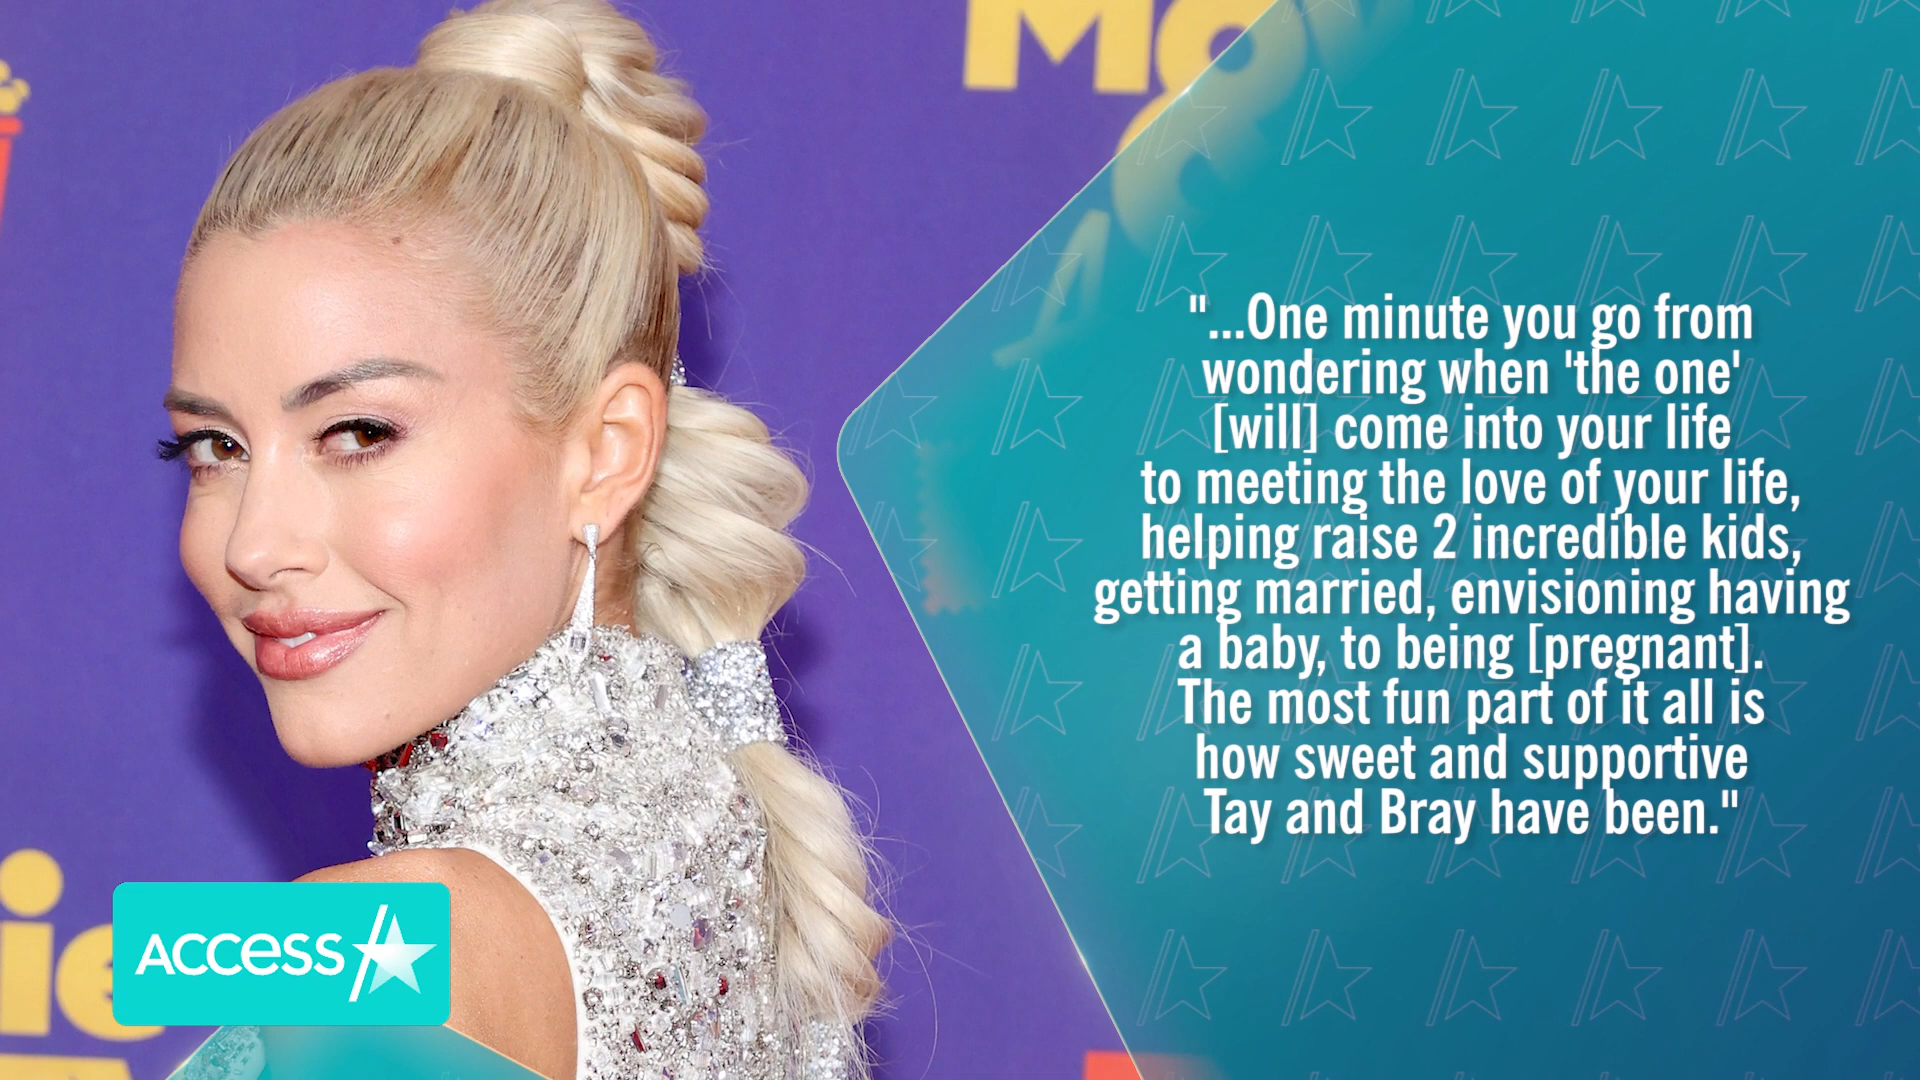 Mo
"...One minute you go from
wondering when 'the one'
[will] come into your life
to meeting the love of your life,
helping raise 2 incredible kids,
getting married, envisioning having
a baby, to being [pregnant].
The most fun part of it all is
how sweet and supportive
Tay and Bray have been."
ie
ACCESS